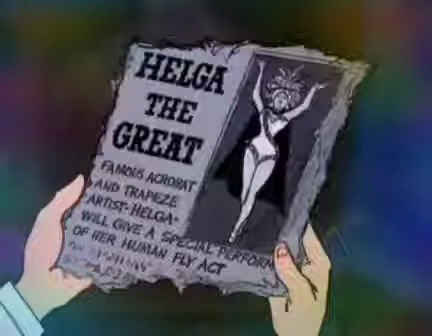 HELGA
THE
GREAT
FAMOUS ACROBAT
AND TRAPEZE
ARTIST-HELGA-
WILL GIVE A SPECIAL PERFORM
OF HER HUMAN FLY ACT